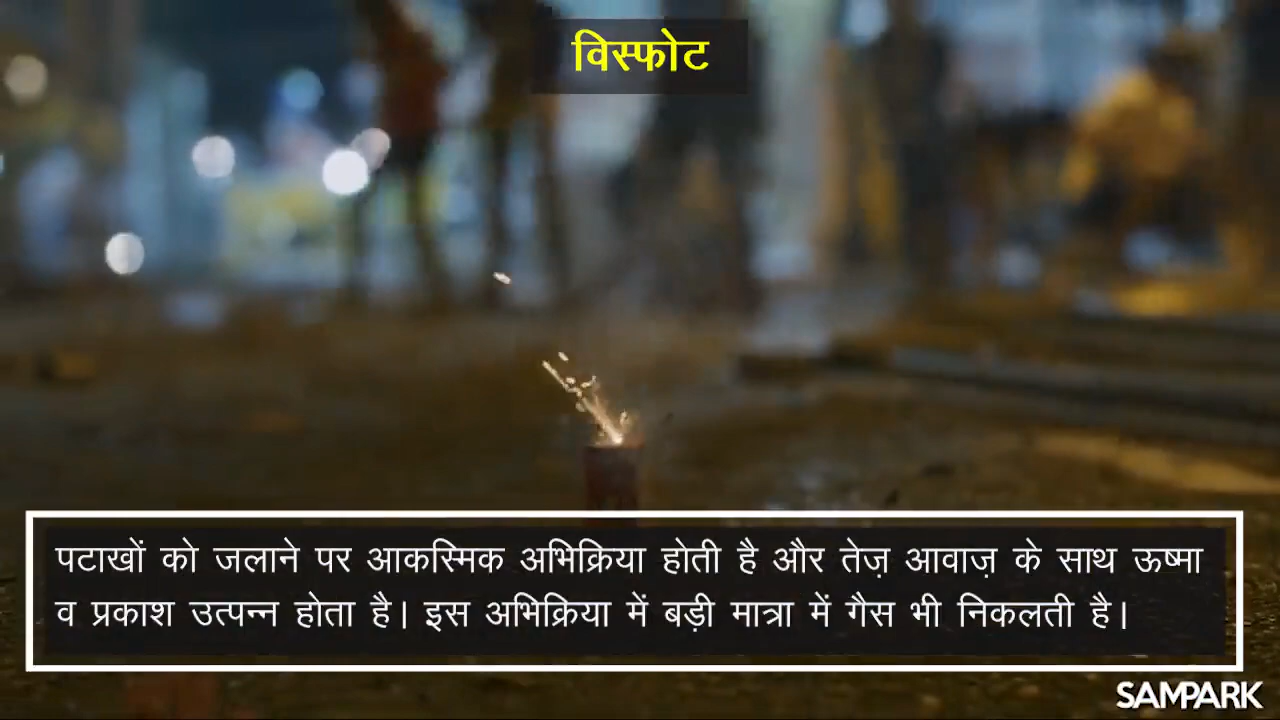 विस्फोट
पटाखों को जलाने पर आकस्मिक अभिक्रिया होती है और तेज़ आवाज़ के साथ ऊष्मा
व प्रकाश उत्पन्न होता है। इस अभिक्रिया में बड़ी मात्रा में गैस भी निकलती है।
SAMPARK